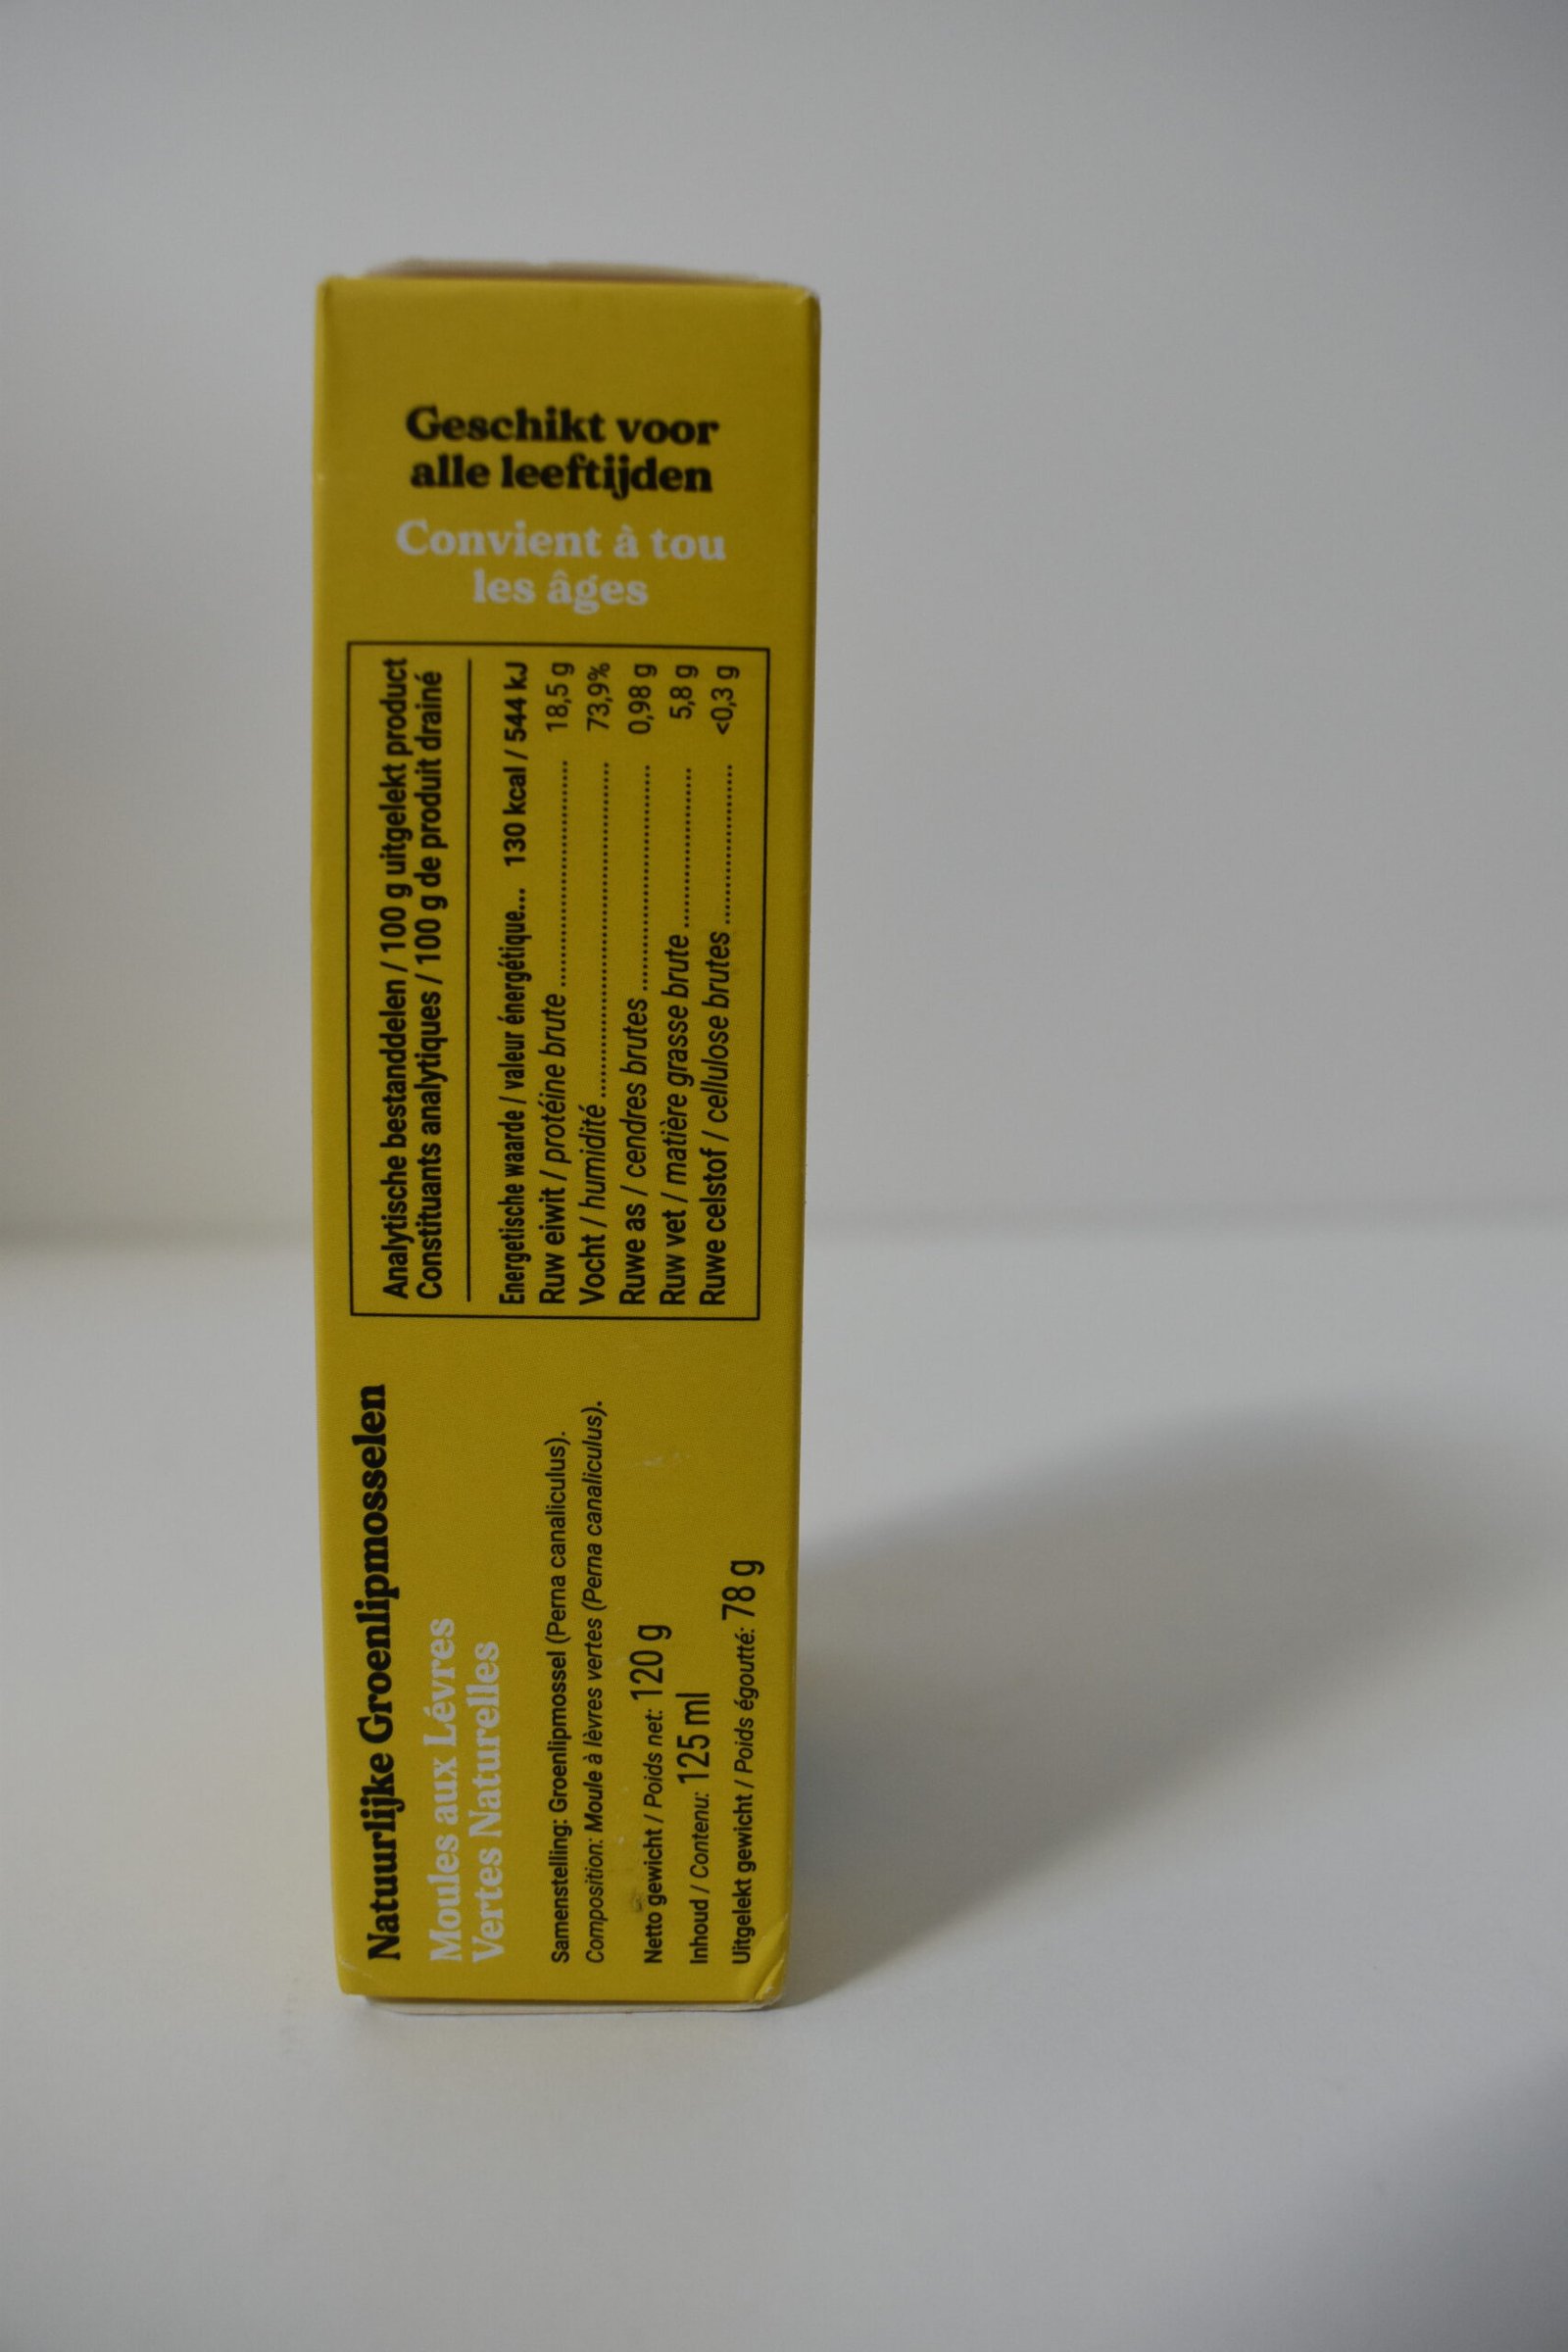 Geschikt voor
alle leeftijden
Convient à tou
les âges
Natuurlijke Groenlipmosselen
Moules aux Lévres
Vertes Naturelles
Samenstelling: Groenlipmossel (Perna canaliculus).
Composition: Moule à lèvres vertes (Perna canaliculus).
Netto gewicht / Poids net: 120 g
Inhoud / Contenu: 125 ml
Uitgelekt gewicht / Poids égoutté: 78 g
Analytische bestanddelen / 100 g uitgelekt product
Constituants analytiques / 100 g de produit drainé
Energetische waarde / valeur énergétique... 130 kcal / 544 kJ
Ruw eiwit / protéine brute ........................ 18,5 g
Vocht / humidité .................................... 73,9%
Ruwe as / cendres brutes ........................ 0,98 g
Ruw vet / matière grasse brute ................. 5,8 g
Ruwe celstof / cellulose brutes ................. <0,3 g